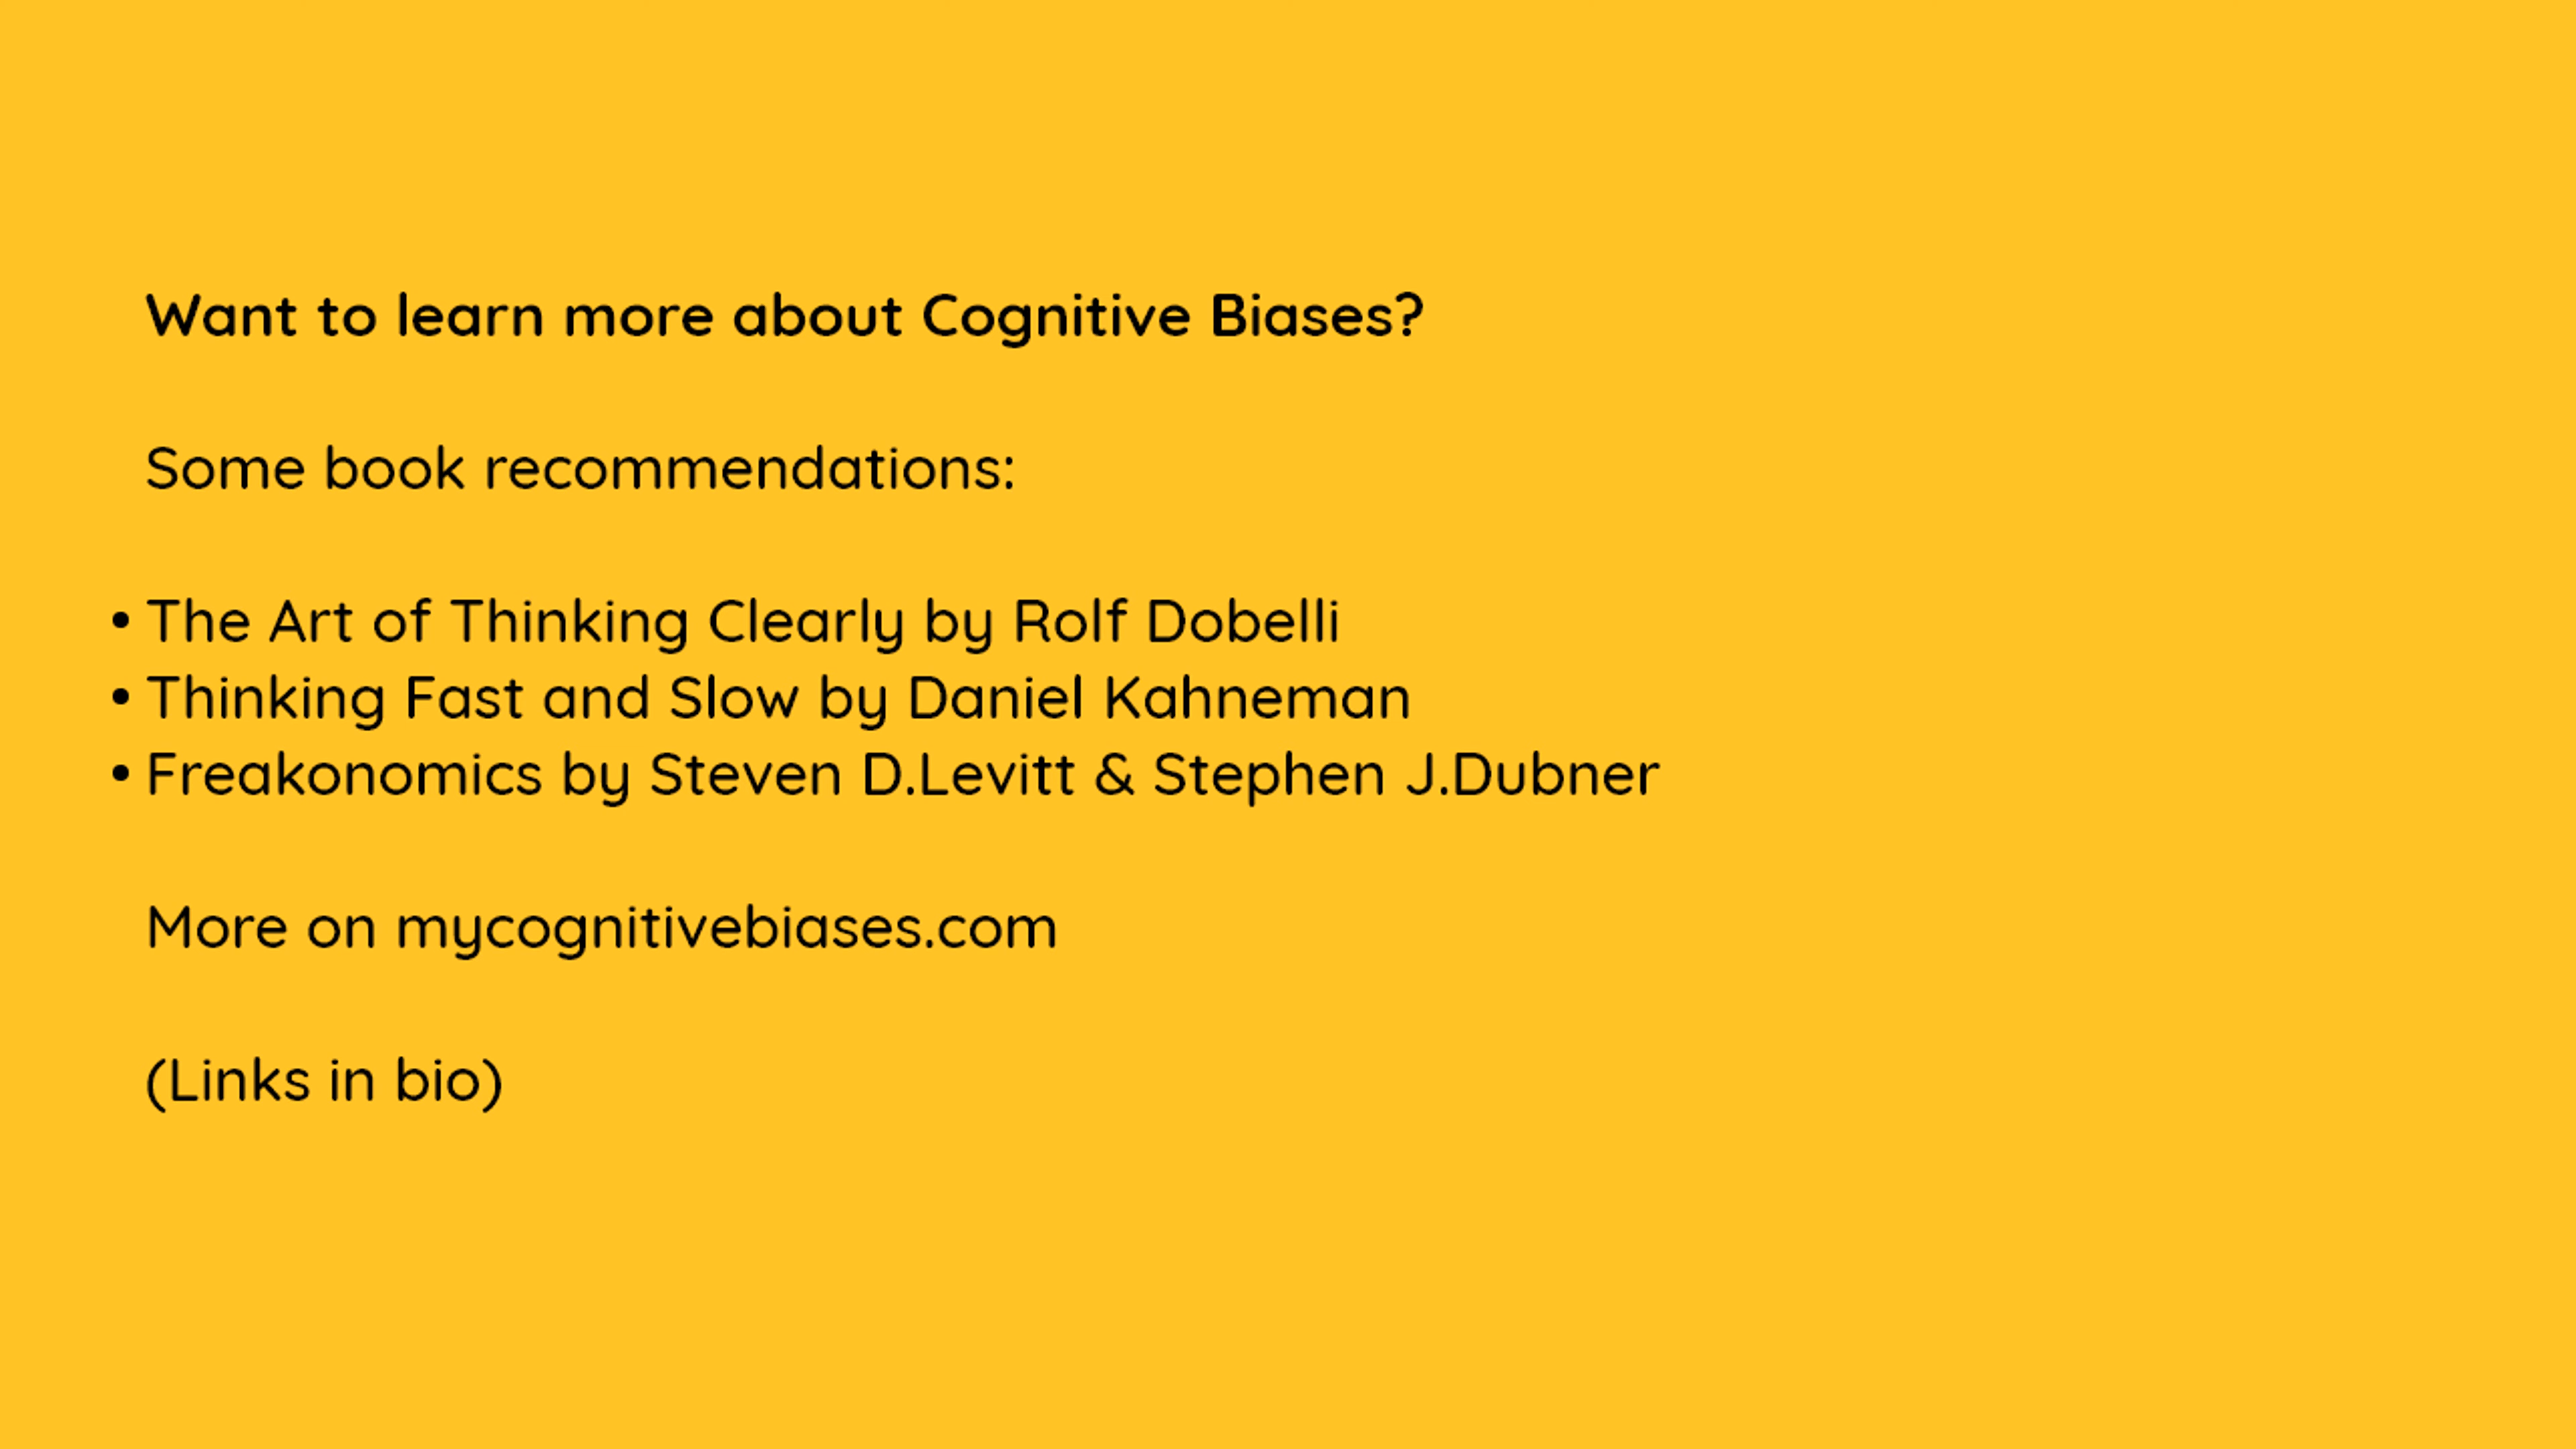 Want to learn more about Cognitive Biases?
Some book recommendations:
• The Art of Thinking Clearly by Rolf Dobelli
• Thinking Fast and Slow by Daniel Kahneman
• Freakonomics by Steven D.Levitt & Stephen J.Dubner
More on mycognitivebiases.com
(Links in bio)